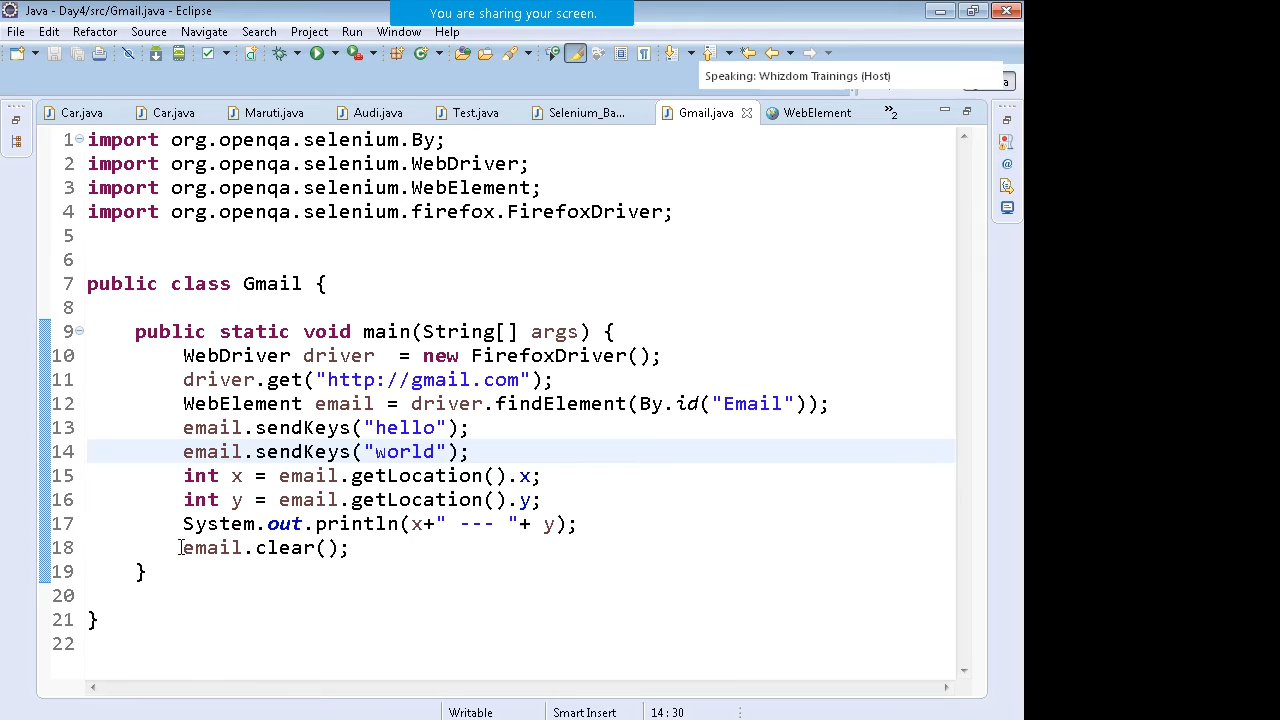 Java - Day4/src/Gmail.java - Eclipse
You are sharing your screen.
File Edit Refactor Source Navigate Search Project Run Window Help
Speaking: Whizdom Trainings (Host)
Car.java Car.java Maruti.java Audi.java Test.java Selenium_Ba... Gmail.java WebElement »2
1 import org.openqa.selenium.By;
2 import org.openqa.selenium.WebDriver;
3 import org.openqa.selenium.WebElement;
4 import org.openqa.selenium.firefox.FirefoxDriver;
5
6
7 public class Gmail {
8
9 public static void main(String[] args) {
10 WebDriver driver  = new FirefoxDriver();
11 driver.get("http://gmail.com");
12 WebElement email = driver.findElement(By.id("Email"));
13 email.sendKeys("hello");
14 email.sendKeys("world");
15 int x = email.getLocation().x;
16 int y = email.getLocation().y;
17 System.out.println(x+" --- "+ y);
18 email.clear();
19 }
20
21 }
22
Writable Smart Insert 14 : 30